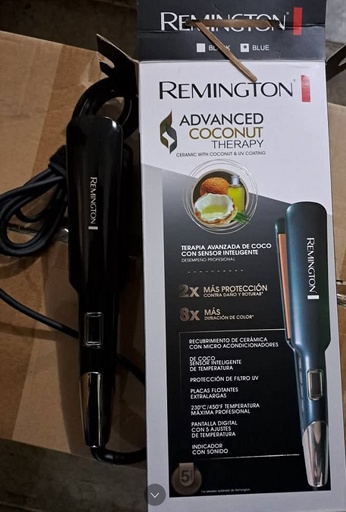 REMINGTON
BLUE
REMINGTON
ADVANCED
COCONUT
THERAPY
CERAMIC WITH COCONUT & UV COATING
TERAPIA AVANZADA DE COCO
CON SENSOR INTELIGENTE
DESEMPEÑO PROFESIONAL
2x MÁS PROTECCIÓN
CONTRA DAÑO Y ROTURAS*
8x MÁS
DURACIÓN DE COLOR*
RECUBRIMIENTO DE CERÁMICA
CON MICRO ACONDICIONADORES
DE COCO
SENSOR INTELIGENTE
DE TEMPERATURA
PROTECCIÓN DE FILTRO UV
PLACAS FLOTANTES
EXTRALARGAS
230°C/450°F TEMPERATURA
MÁXIMA PROFESIONAL
PANTALLA DIGITAL
CON 5 AJUSTES
DE TEMPERATURA
INDICADOR
CON SONIDO
5
REMINGTON
REMINGTON